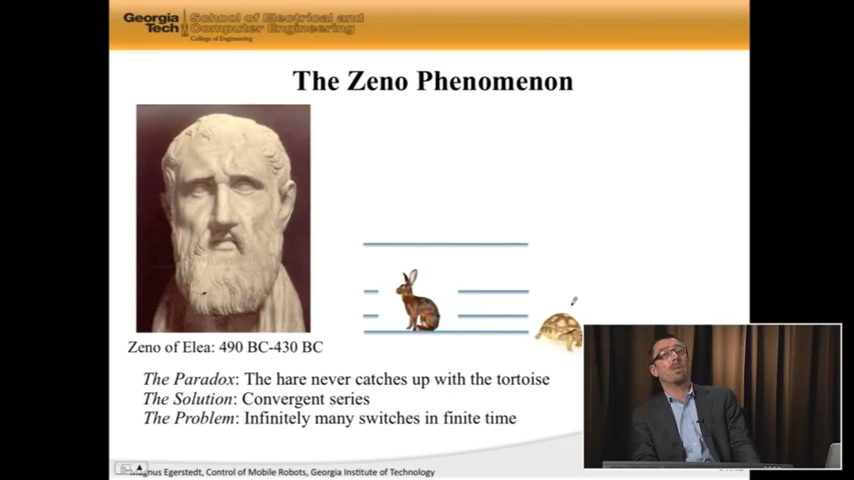 Georgia Tech
School of Electrical and
Computer Engineering
College of Engineering
The Zeno Phenomenon
Zeno of Elea: 490 BC-430 BC
The Paradox: The hare never catches up with the tortoise
The Solution: Convergent series
The Problem: Infinitely many switches in finite time
Egerstedt, Control of Mobile Robots, Georgia Institute of Technology